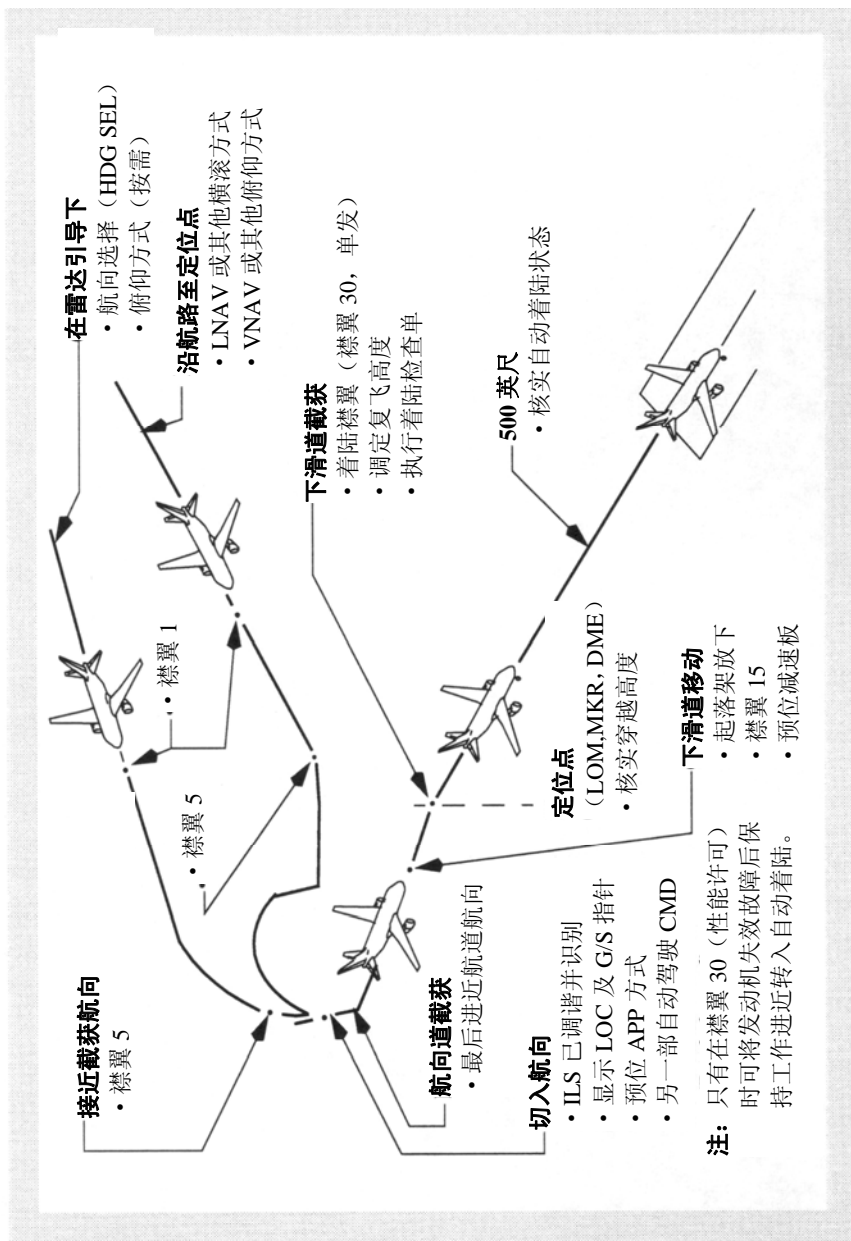 在雷达引导下
• 航向选择（HDG SEL）
• 俯仰方式（按需）
沿航路至定位点
• LNAV 或其他横滚方式
• VNAV 或其他俯仰方式
• 襟翼 1
• 襟翼 5
接近截获航向
• 襟翼 5
下滑道截获
• 着陆襟翼（襟翼 30，单发）
• 调定复飞高度
• 执行着陆检查单
500 英尺
• 核实自动着陆状态
航向道截获
• 最后进近航道航向
定位点
（LOM,MKR, DME）
• 核实穿越高度
切入航向
• ILS 已调谐并识别
• 显示 LOC 及 G/S 指针
• 预位 APP 方式
• 另一部自动驾驶 CMD
下滑道移动
• 起落架放下
• 襟翼 15
• 预位减速板
注： 只有在襟翼 30（性能许可）
时可将发动机失效故障后保
持工作进近转入自动着陆。